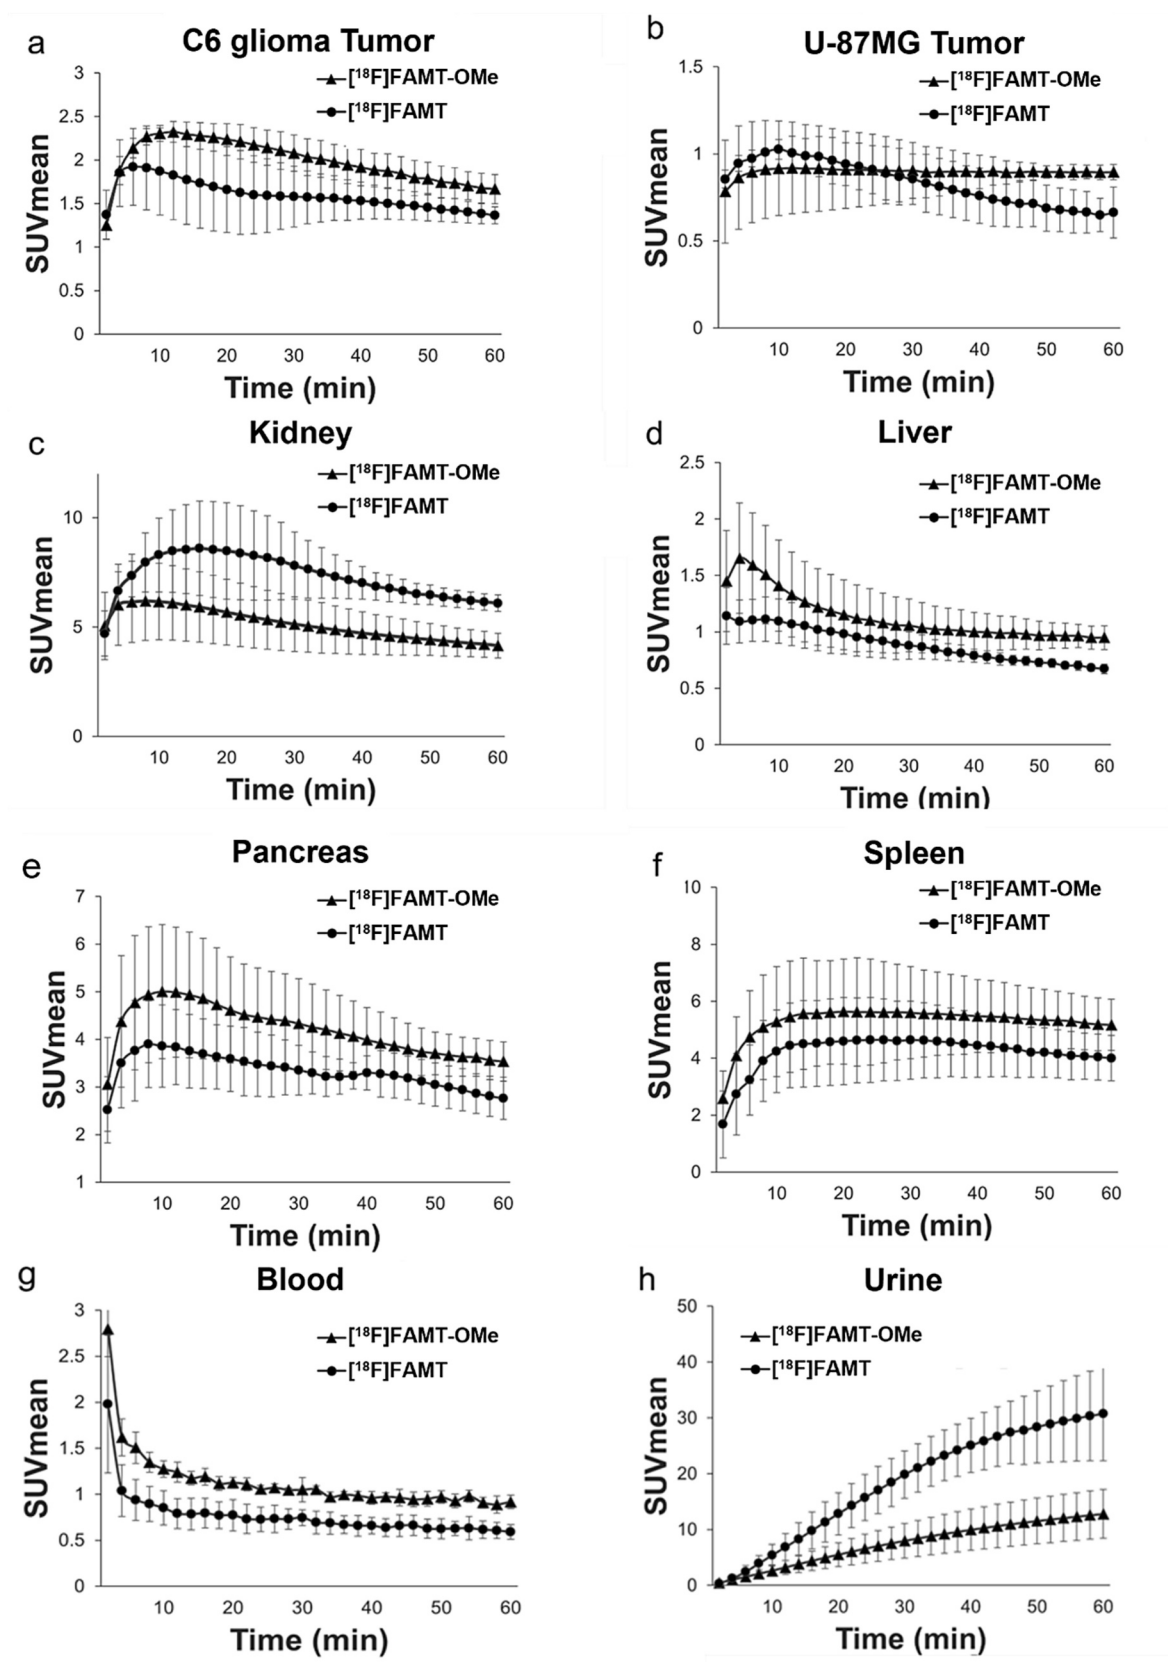 a
C6 glioma Tumor
[¹⁸F]FAMT-OMe
[¹⁸F]FAMT
3
2.5
2
1.5
1
0.5
0
SUVmean
10 20 30 40 50 60
Time (min)
b
U-87MG Tumor
[¹⁸F]FAMT-OMe
[¹⁸F]FAMT
1.5
1
0.5
0
SUVmean
10 20 30 40 50 60
Time (min)
c
Kidney
[¹⁸F]FAMT-OMe
[¹⁸F]FAMT
10
5
0
SUVmean
10 20 30 40 50 60
Time (min)
d
Liver
[¹⁸F]FAMT-OMe
[¹⁸F]FAMT
2.5
2
1.5
1
0.5
0
SUVmean
10 20 30 40 50 60
Time (min)
e
Pancreas
[¹⁸F]FAMT-OMe
[¹⁸F]FAMT
7
6
5
4
3
2
1
SUVmean
10 20 30 40 50 60
Time (min)
f
Spleen
[¹⁸F]FAMT-OMe
[¹⁸F]FAMT
10
8
6
4
2
0
SUVmean
10 20 30 40 50 60
Time (min)
g
Blood
[¹⁸F]FAMT-OMe
[¹⁸F]FAMT
3
2.5
2
1.5
1
0.5
0
SUVmean
10 20 30 40 50 60
Time (min)
h
Urine
[¹⁸F]FAMT-OMe
[¹⁸F]FAMT
50
40
30
20
10
0
SUVmean
10 20 30 40 50 60
Time (min)